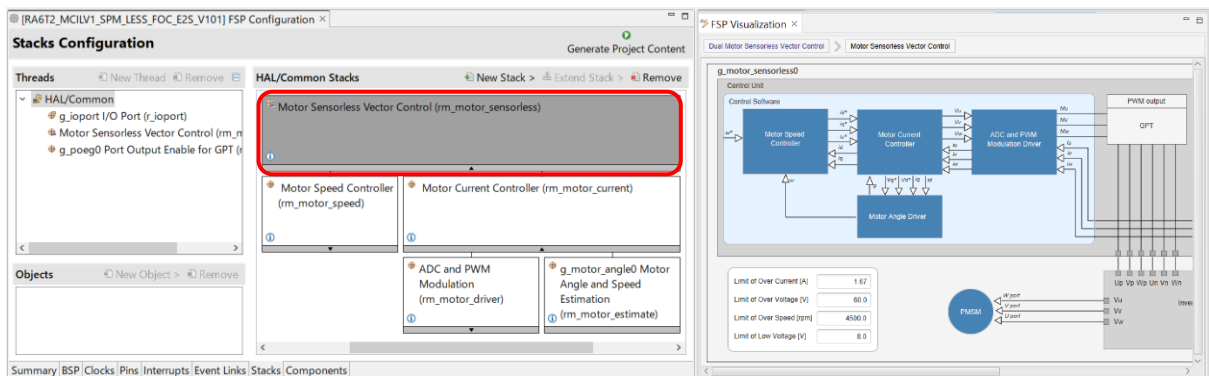 [RA6T2_MCILV1_SPM_LESS_FOC_E2S_V101] FSP Configuration ×
Stacks Configuration
Generate Project Content
Threads
New Thread
Remove
HAL/Common
g_ioport I/O Port (r_ioport)
Motor Sensorless Vector Control (rm_m
g_poeg0 Port Output Enable for GPT (r
Objects
New Object >
Remove
HAL/Common Stacks
New Stack >
Extend Stack >
Remove
Motor Sensorless Vector Control (rm_motor_sensorless)
Motor Speed Controller
(rm_motor_speed)
Motor Current Controller (rm_motor_current)
ADC and PWM
Modulation
(rm_motor_driver)
g_motor_angle0 Motor
Angle and Speed
Estimation
(rm_motor_estimate)
Summary BSP Clocks Pins Interrupts Event Links Stacks Components
FSP Visualization ×
Dual Motor Sensorless Vector Control
Motor Sensorless Vector Control
g_motor_sensorless0
Control Unit
Control Software
Motor Speed
Controller
Motor Current
Controller
ADC and PWM
Modulation Driver
Motor Angle Driver
PWM output
GPT
Vu
Vv
Vw
Mu
Mv
Mw
Limit of Over Current [A] 1.67
Limit of Over Voltage [V] 60.0
Limit of Over Speed [rpm] 4500.0
Limit of Low Voltage [V] 8.0
PMSM
W port
V port
U port
Up Vp Wp Un Vn Wn
Vu
Vv
Vw
Inve